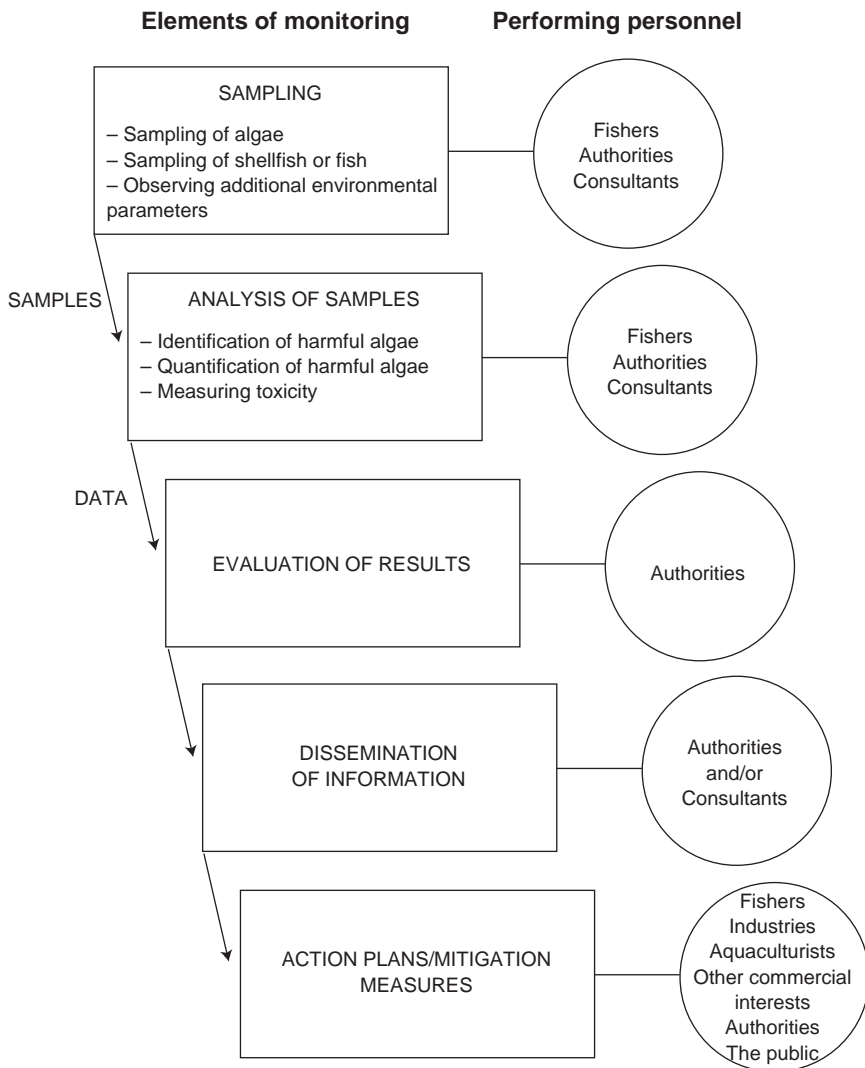 Elements of monitoring
Performing personnel
SAMPLING
– Sampling of algae
– Sampling of shellfish or fish
– Observing additional environmental
parameters
Fishers
Authorities
Consultants
SAMPLES
ANALYSIS OF SAMPLES
– Identification of harmful algae
– Quantification of harmful algae
– Measuring toxicity
Fishers
Authorities
Consultants
DATA
EVALUATION OF RESULTS
Authorities
DISSEMINATION
OF INFORMATION
Authorities
and/or
Consultants
ACTION PLANS/MITIGATION
MEASURES
Fishers
Industries
Aquaculturists
Other commercial
interests
Authorities
The public